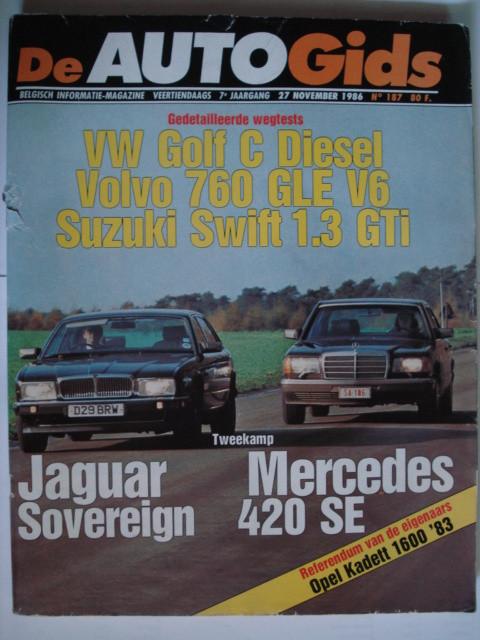 De AUTOGids
BELGISCH INFORMATIE-MAGAZINE VEERTIENDAAGS 7e JAARGANG 27 NOVEMBER 1986 N° 187 80 F.
Gedetailleerde wegtests
VW Golf C Diesel
Volvo 760 GLE V6
Suzuki Swift 1.3 GTi
D29 BRW
Tweekamp
Jaguar Mercedes
Sovereign 420 SE
Referendum van de eigenaars
Opel Kadett 1600 '83